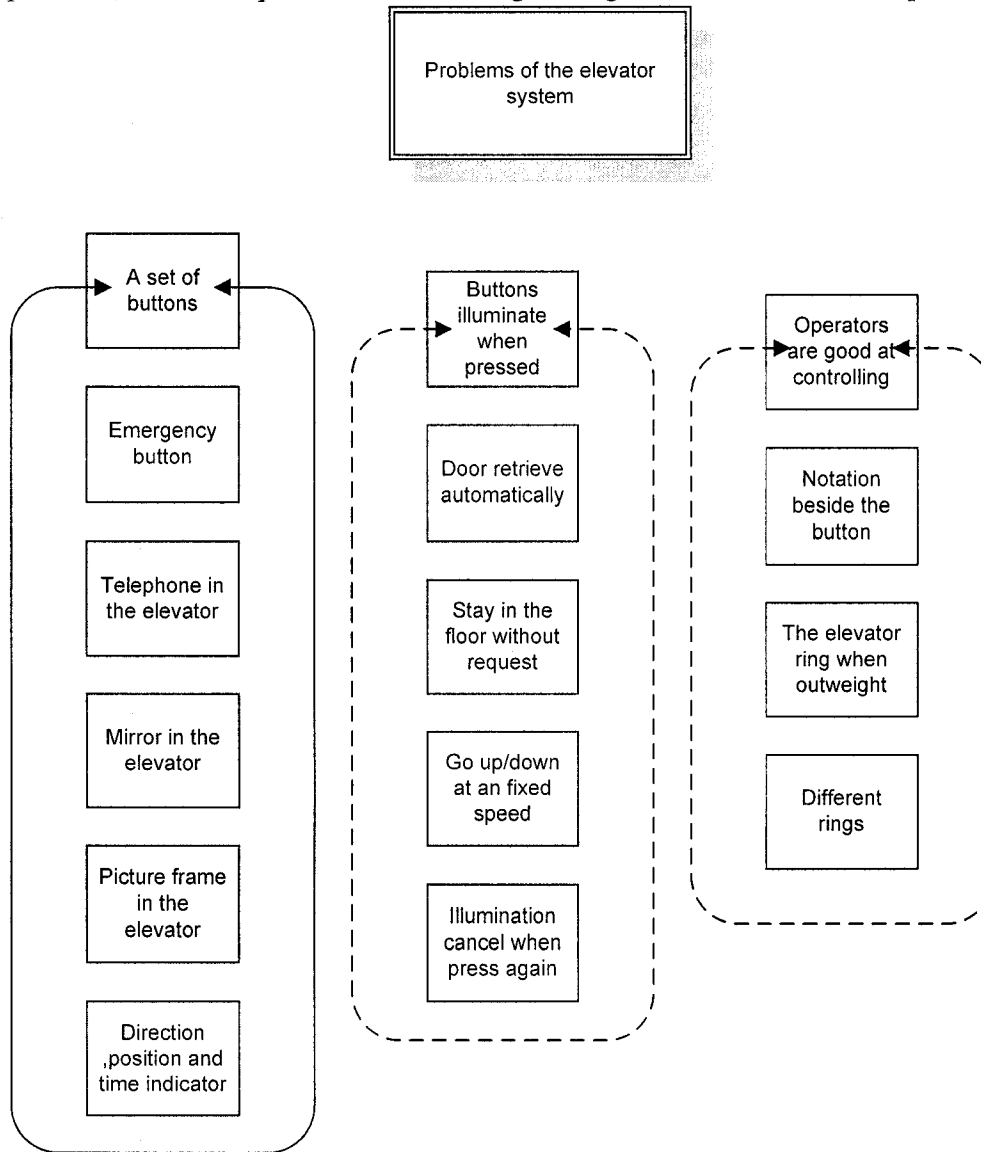 Problems of the elevator
system
A set of
buttons
Emergency
button
Telephone in
the elevator
Mirror in the
elevator
Picture frame
in the
elevator
Direction
,position and
time indicator
Buttons
illuminate
when
pressed
Door retrieve
automatically
Stay in the
floor without
request
Go up/down
at an fixed
speed
Illumination
cancel when
press again
Operators
are good at
controlling
Notation
beside the
button
The elevator
ring when
outweight
Different
rings